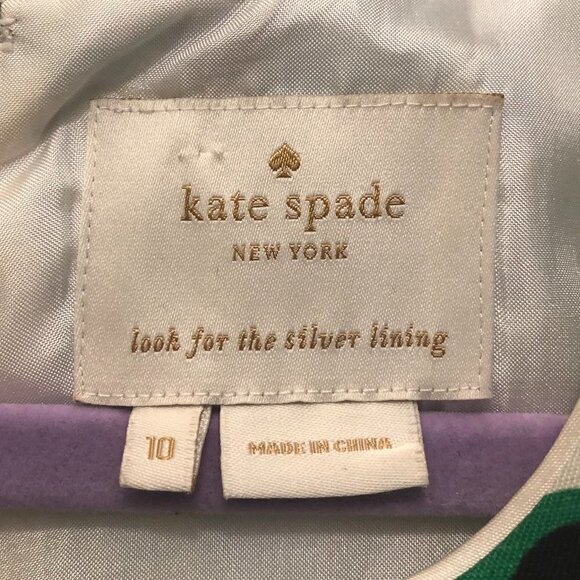 kate spade
NEW YORK
look for the silver lining
10
MADE IN CHINA